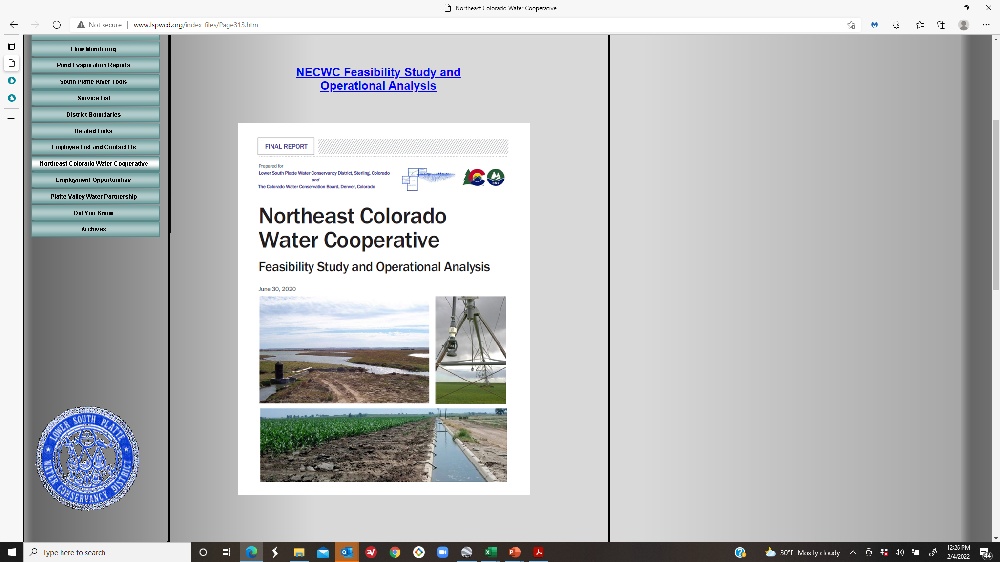 Northeast Colorado Water Cooperative
Not secure
www.lspwcd.org/index_files/Page313.htm
Flow Monitoring
Pond Evaporation Reports
South Platte River Tools
Service List
District Boundaries
Related Links
Employee List and Contact Us
Northeast Colorado Water Cooperative
Employment Opportunities
Platte Valley Water Partnership
Did You Know
Archives
LOWER SOUTH PLATTE
WATER CONSERVANCY DISTRICT
NECWC Feasibility Study and
Operational Analysis
FINAL REPORT
Prepared for
Lower South Platte Water Conservancy District, Sterling, Colorado
and
The Colorado Water Conservation Board, Denver, Colorado
DNR
Northeast Colorado
Water Cooperative
Feasibility Study and Operational Analysis
June 30, 2020
Type here to search
30°F Mostly cloudy
12:26 PM
2/4/2022
44